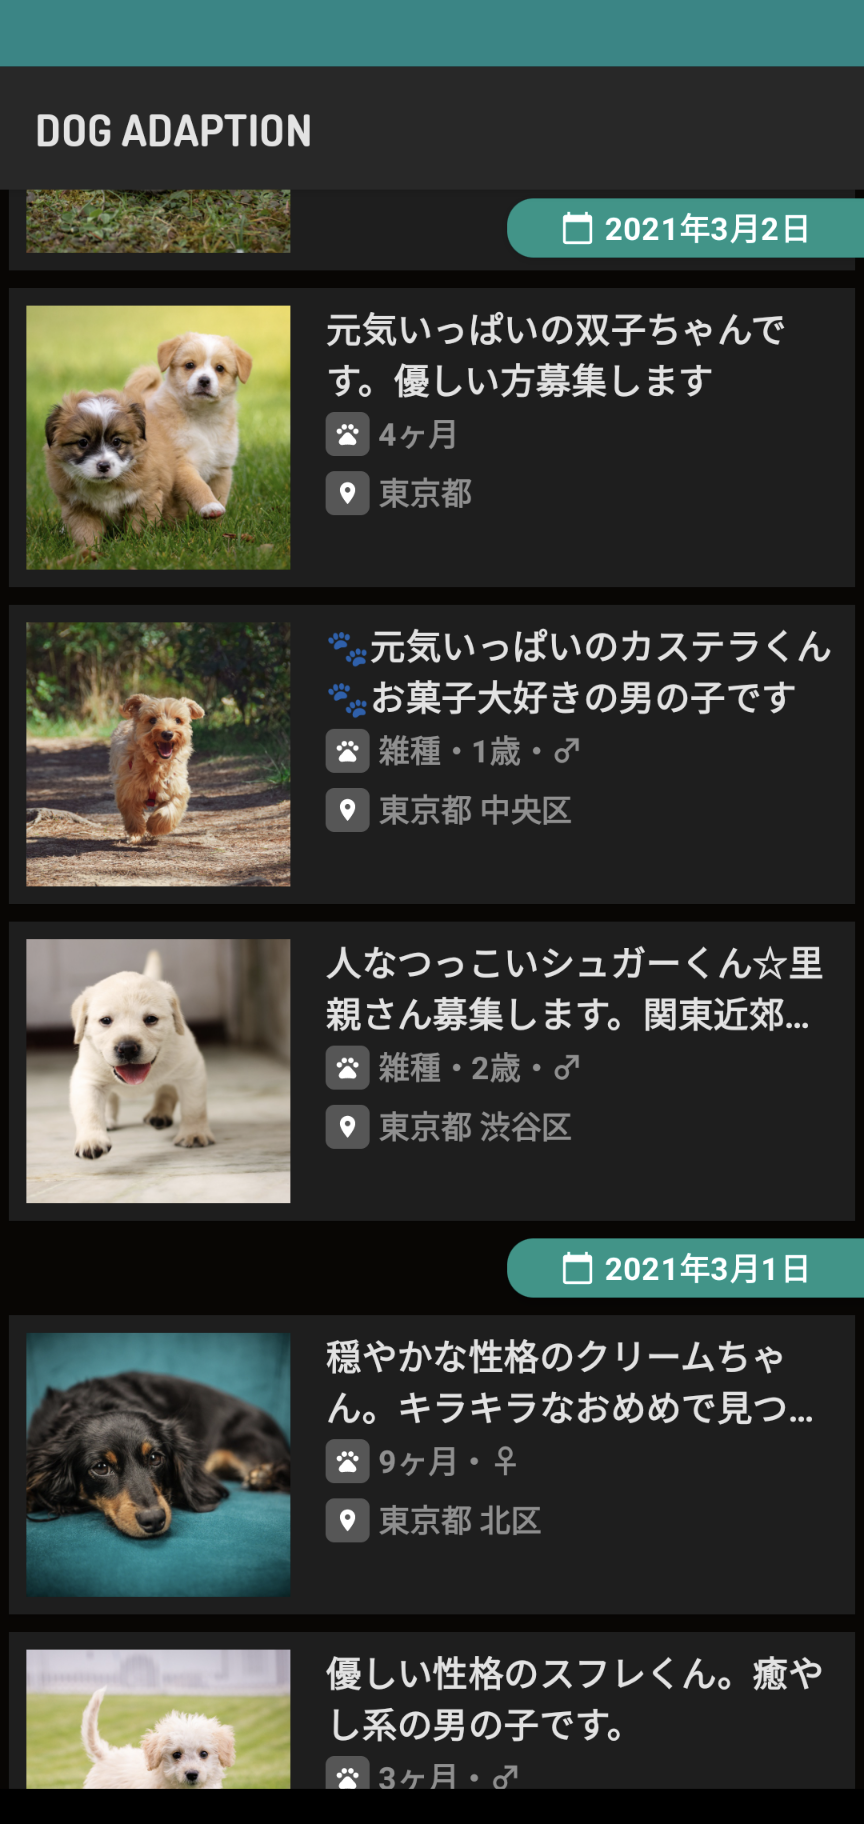 DOG ADAPTION
2021年3月2日
元気いっぱいの双子ちゃんで
す。優しい方募集します
4ヶ月
東京都
🐾元気いっぱいのカステラくん
🐾お菓子大好きの男の子です
雑種・1歳・♂
東京都 中央区
人なつっこいシュガーくん☆里
親さん募集します。関東近郊…
雑種・2歳・♂
東京都 渋谷区
2021年3月1日
穏やかな性格のクリームちゃ
ん。キラキラなおめめで見つ…
9ヶ月・♀
東京都 北区
優しい性格のスフレくん。癒や
し系の男の子です。
3ヶ月・♂